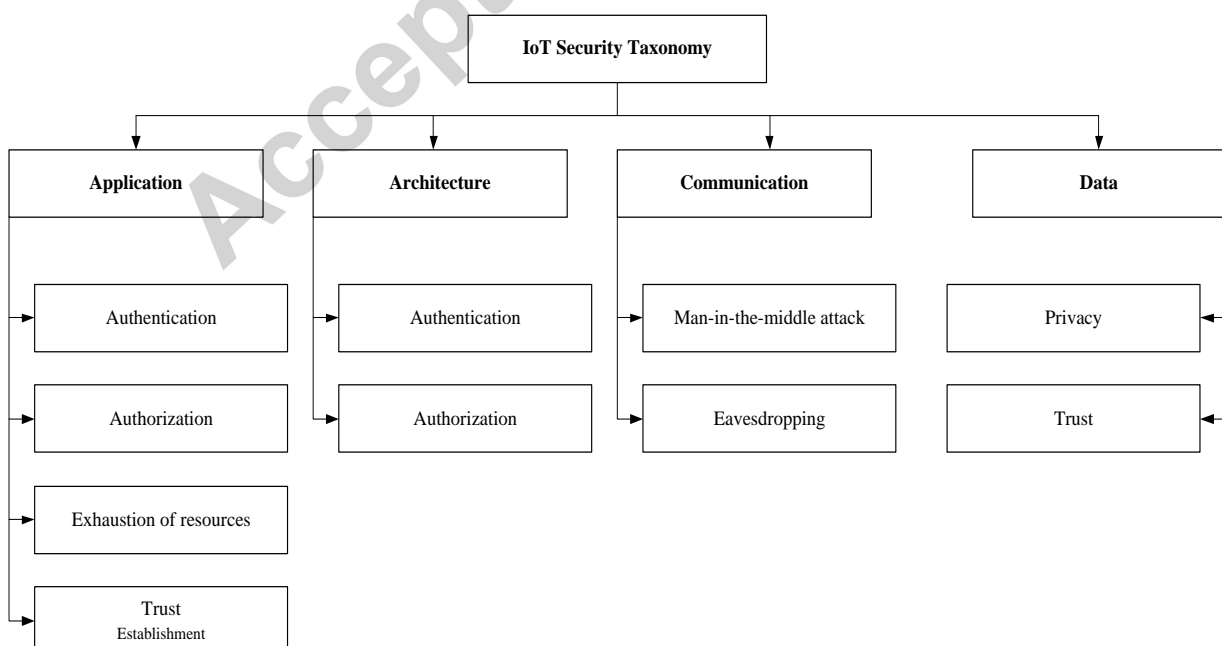 IoT Security Taxonomy
Application
Architecture
Communication
Data
Authentication
Authentication
Man-in-the-middle attack
Privacy
Authorization
Authorization
Eavesdropping
Trust
Exhaustion of resources
Trust
Establishment